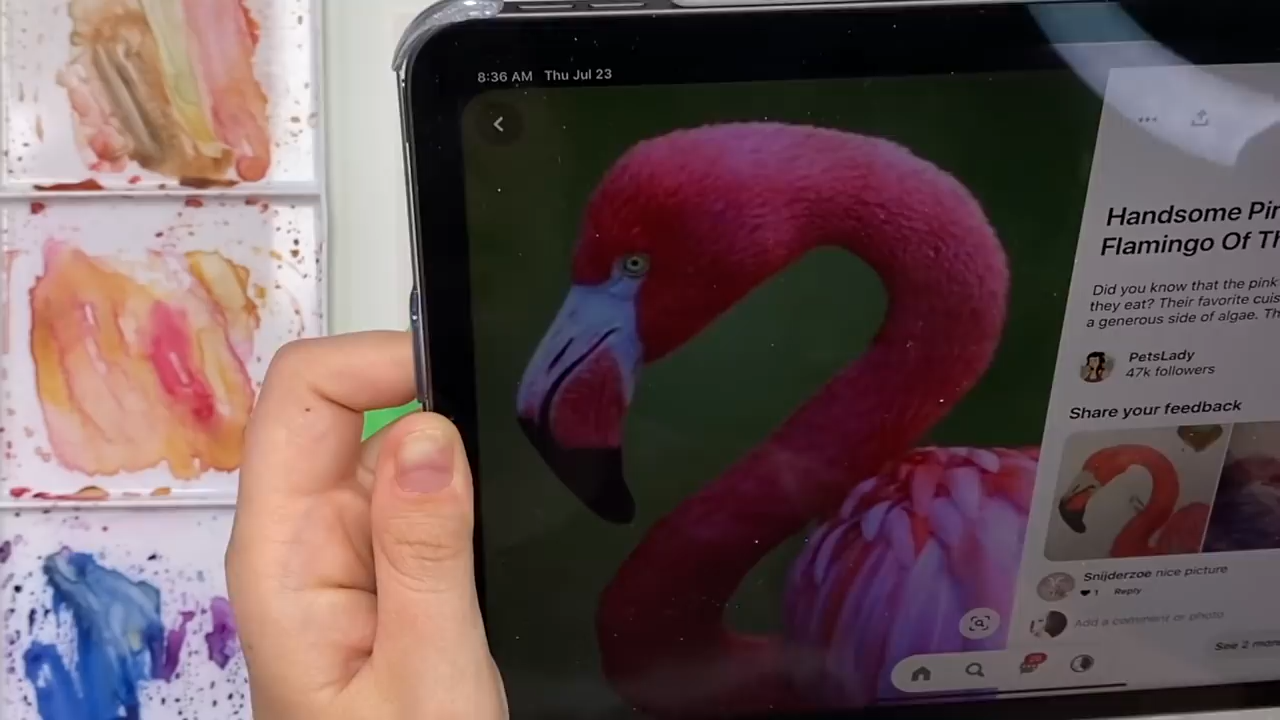 8:36 AM Thu Jul 23
Handsome Pin
Flamingo Of Th
Did you know that the pink
they eat? Their favorite cuis
a generous side of algae. Th
PetsLady
47k followers
Share your feedback
Snijderzoe nice picture
1 Reply
Add a comment or photo
See 2 more